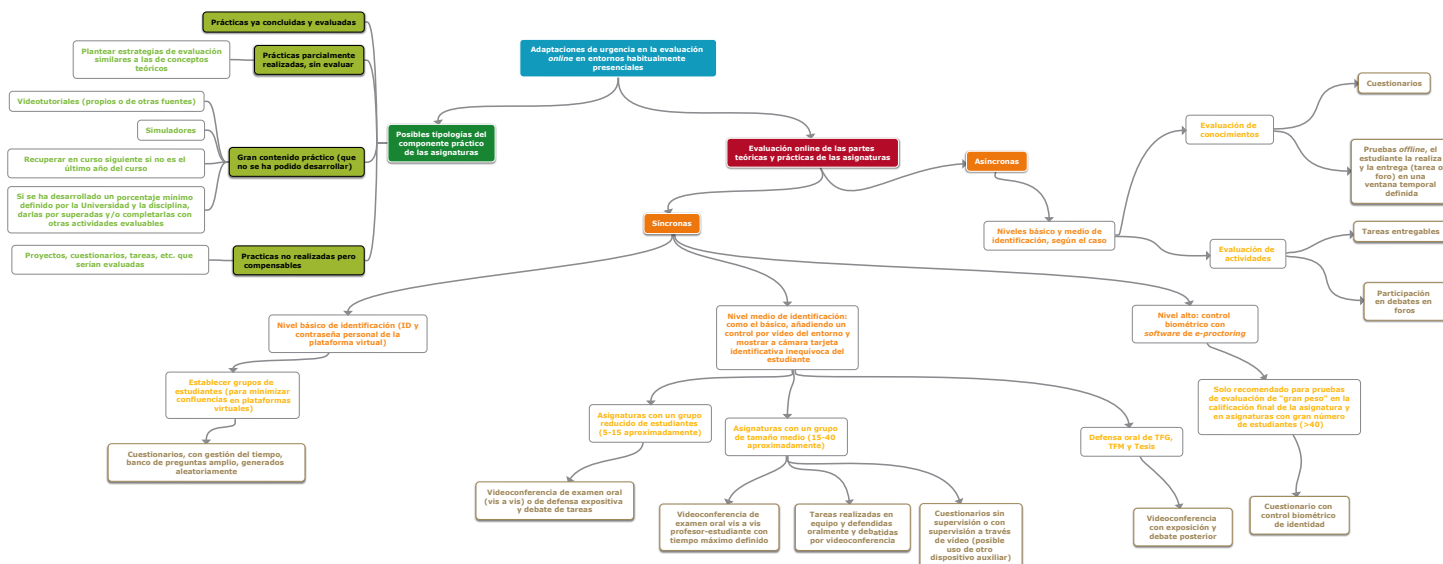 Adaptaciones de urgencia en la evaluación
online en entornos habitualmente
presenciales
Prácticas ya concluidas y evaluadas
Plantear estrategias de evaluación
similares a las de conceptos
teóricos
Prácticas parcialmente
realizadas, sin evaluar
Videotutoriales (propios o de otras fuentes)
Simuladores
Recuperar en curso siguiente si no es el
último año del curso
Si se ha desarrollado un porcentaje mínimo
definido por la Universidad y la disciplina,
darlas por superadas y/o completarlas con
otras actividades evaluables
Gran contenido práctico (que
no se ha podido desarrollar)
Proyectos, cuestionarios, tareas, etc. que
serían evaluadas
Practicas no realizadas pero
compensables
Posibles tipologías del
componente práctico
de las asignaturas
Evaluación online de las partes
teóricas y prácticas de las asignaturas
Asíncronas
Síncronas
Niveles básico y medio de
identificación, según el caso
Evaluación de
conocimientos
Cuestionarios
Pruebas offline, el
estudiante la realiza
y la entrega (tarea o
foro) en una
ventana temporal
definida
Evaluación de
actividades
Tareas entregables
Participación
en debates en
foros
Nivel básico de identificación (ID y
contraseña personal de la
plataforma virtual)
Establecer grupos de
estudiantes (para minimizar
confluencias en plataformas
virtuales)
Cuestionarios, con gestión del tiempo,
banco de preguntas amplio, generados
aleatoriamente
Nivel medio de identificación:
como el básico, añadiendo un
control por vídeo del entorno y
mostrar a cámara tarjeta
identificativa inequívoca del
estudiante
Asignaturas con un grupo
reducido de estudiantes
(5-15 aproximadamente)
Videoconferencia de examen oral
(vis a vis) o de defensa expositiva
y debate de tareas
Asignaturas con un grupo
de tamaño medio (15-40
aproximadamente)
Videoconferencia de
examen oral vis a vis
profesor-estudiante con
tiempo máximo definido
Tareas realizadas en
equipo y defendidas
oralmente y debatidas
por videoconferencia
Cuestionarios sin
supervisión o con
supervisión a través
de vídeo (posible
uso de otro
dispositivo auxiliar)
Defensa oral de TFG,
TFM y Tesis
Videoconferencia
con exposición y
debate posterior
Nivel alto: control
biométrico con
software de e-proctoring
Solo recomendado para pruebas
de evaluación de "gran peso" en la
calificación final de la asignatura y
en asignaturas con gran número
de estudiantes (>40)
Cuestionario con
control biométrico
de identidad